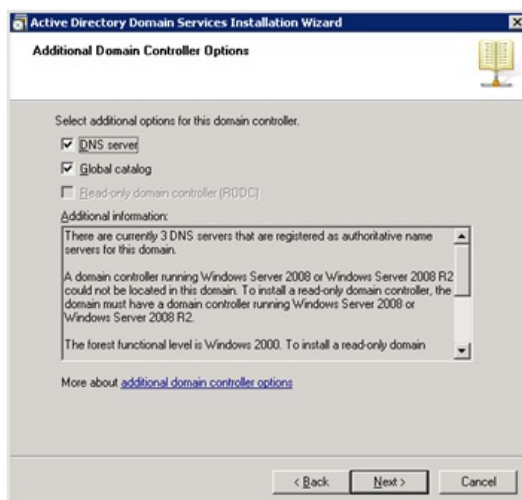 Active Directory Domain Services Installation Wizard
Additional Domain Controller Options
Select additional options for this domain controller.
DNS server
Global catalog
Read-only domain controller (RODC)
Additional information:
There are currently 3 DNS servers that are registered as authoritative name
servers for this domain.
A domain controller running Windows Server 2008 or Windows Server 2008 R2
could not be located in this domain. To install a read-only domain controller, the
domain must have a domain controller running Windows Server 2008 or
Windows Server 2008 R2.
The forest functional level is Windows 2000. To install a read-only domain
More about additional domain controller options
< Back
Next >
Cancel